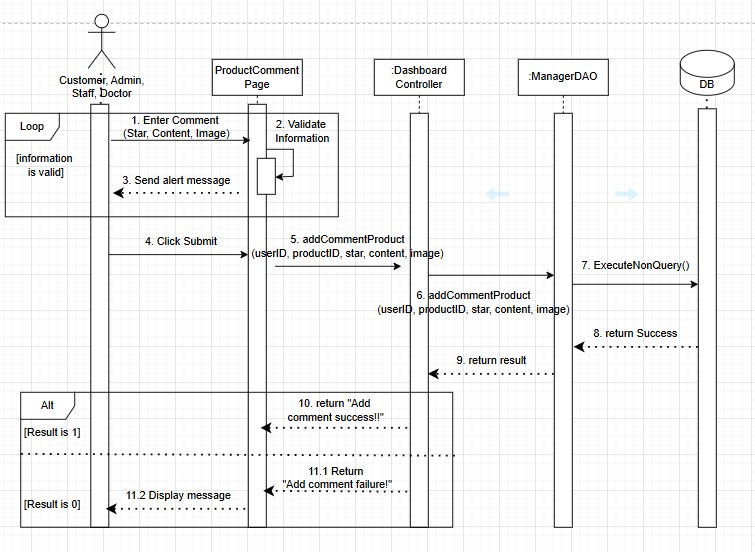 Customer, Admin,
Staff, Doctor
ProductComment
Page
:Dashboard
Controller
:ManagerDAO
DB
Loop
[information
is valid]
1. Enter Comment
(Star, Content, Image)
2. Validate
Information
3. Send alert message
4. Click Submit
5. addCommentProduct
(userID, productID, star, content, image)
6. addCommentProduct
(userID, productID, star, content, image)
7. ExecuteNonQuery()
8. return Success
9. return result
Alt
[Result is 1]
10. return "Add
comment success!!"
11.1 Return
"Add comment failure!"
[Result is 0]
11.2 Display message